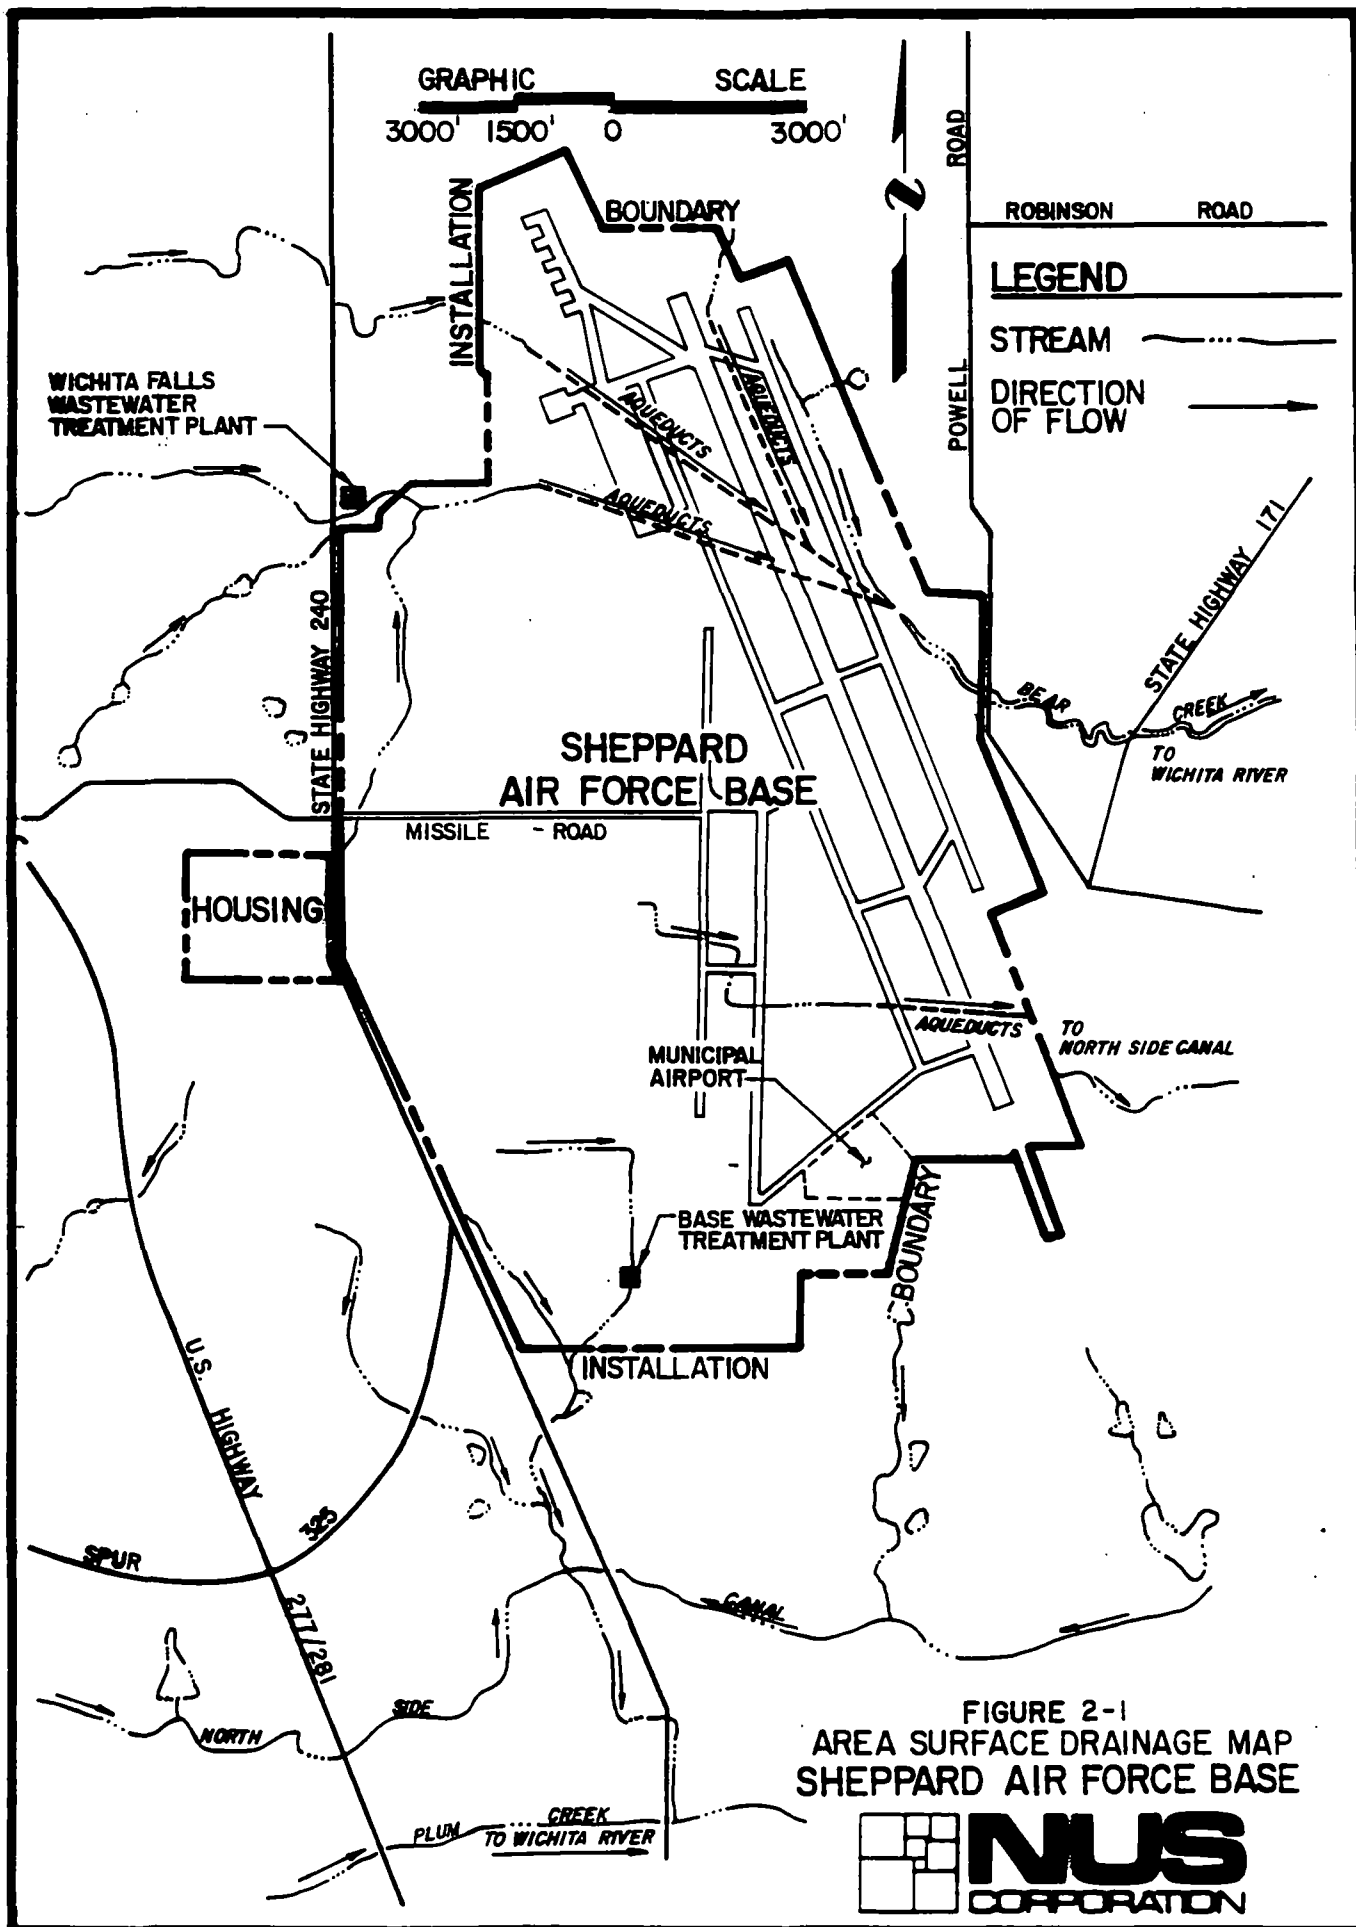 GRAPHIC SCALE
3000' 1500' 0 3000'
INSTALLATION
BOUNDARY
POWELL ROAD
ROBINSON ROAD
LEGEND
STREAM
DIRECTION
OF FLOW
WICHITA FALLS
WASTEWATER
TREATMENT PLANT
AQUEDUCTS
AQUEDUCTS
AQUEDUCTS
STATE HIGHWAY 171
STATE HIGHWAY 240
BEAR CREEK
TO
WICHITA RIVER
SHEPPARD
AIR FORCE BASE
MISSILE - ROAD
HOUSING
AQUEDUCTS
TO
NORTH SIDE CANAL
MUNICIPAL
AIRPORT
BASE WASTEWATER
TREATMENT PLANT
BOUNDARY
INSTALLATION
U.S. HIGHWAY 277/281
SPUR 325
CANAL
NORTH SIDE
PLUM CREEK
TO WICHITA RIVER
FIGURE 2-1
AREA SURFACE DRAINAGE MAP
SHEPPARD AIR FORCE BASE
NUS
CORPORATION
N